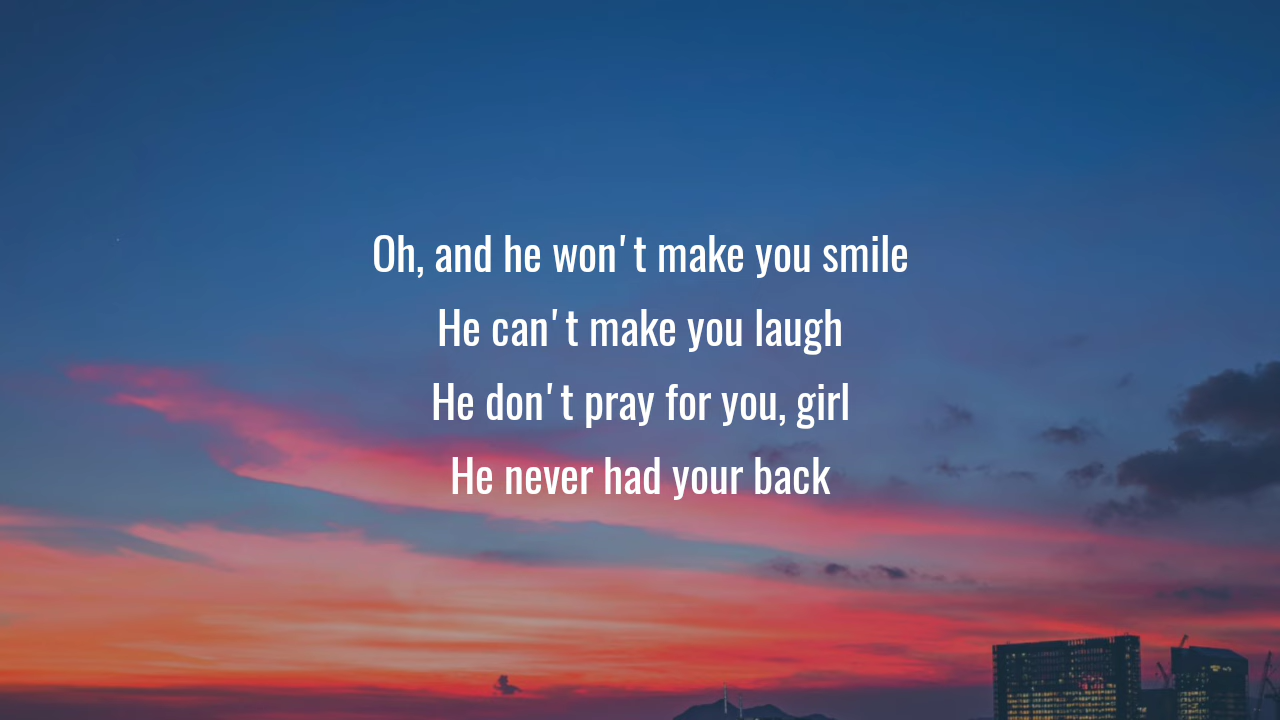 Oh, and he won't make you smile
He can't make you laugh
He don't pray for you, girl
He never had your back